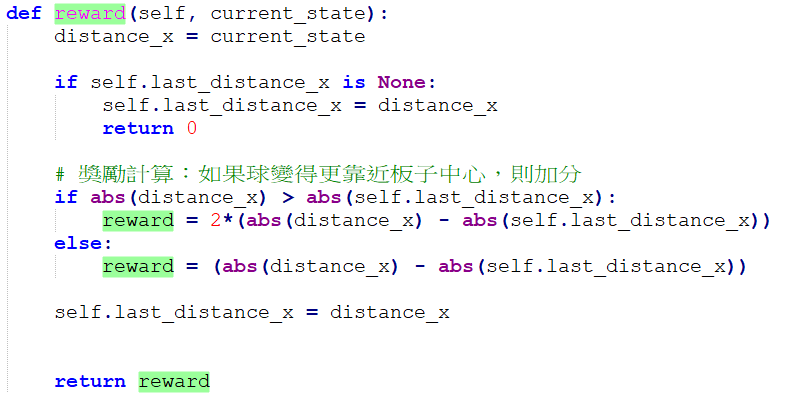 def reward(self, current_state):
    distance_x = current_state
    if self.last_distance_x is None:
        self.last_distance_x = distance_x
        return 0
    # 獎勵計算：如果球變得更靠近板子中心，則加分
    if abs(distance_x) > abs(self.last_distance_x):
        reward = 2*(abs(distance_x) - abs(self.last_distance_x))
    else:
        reward = (abs(distance_x) - abs(self.last_distance_x))
    self.last_distance_x = distance_x
    return reward